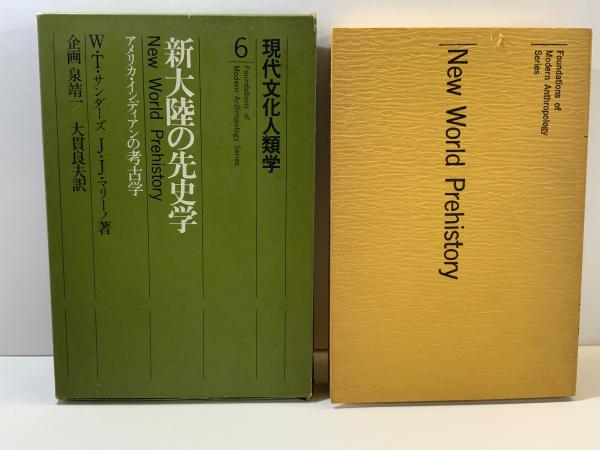 現代文化人類学
6
Foundations of
Modern Anthropology Series
新大陸の先史学
New World Prehistory
アメリカ・インディアンの考古学
W・T・サンダーズ J・J・マリーノ著
企画 泉靖一 大貫良夫訳
Foundations of
Modern Anthropology
Series
New World Prehistory